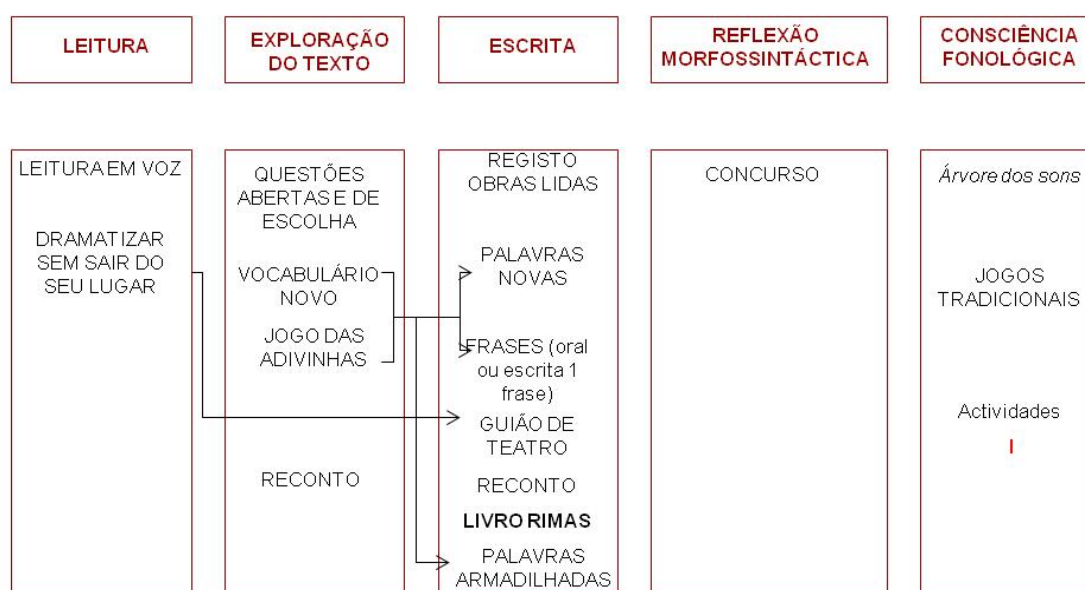 LEITURA
EXPLORAÇÃO
DO TEXTO
ESCRITA
REFLEXÃO
MORFOSSINTÁCTICA
CONSCIÊNCIA
FONOLÓGICA
LEITURA EM VOZ
DRAMATIZAR
SEM SAIR DO
SEU LUGAR
QUESTÕES
ABERTAS E DE
ESCOLHA
VOCABULÁRIO
NOVO
JOGO DAS
ADIVINHAS
RECONTO
REGISTO
OBRAS LIDAS
PALAVRAS
NOVAS
FRASES (oral
ou escrita 1
frase)
GUIÃO DE
TEATRO
RECONTO
LIVRO RIMAS
PALAVRAS
ARMADILHADAS
CONCURSO
Árvore dos sons
JOGOS
TRADICIONAIS
Actividades
I